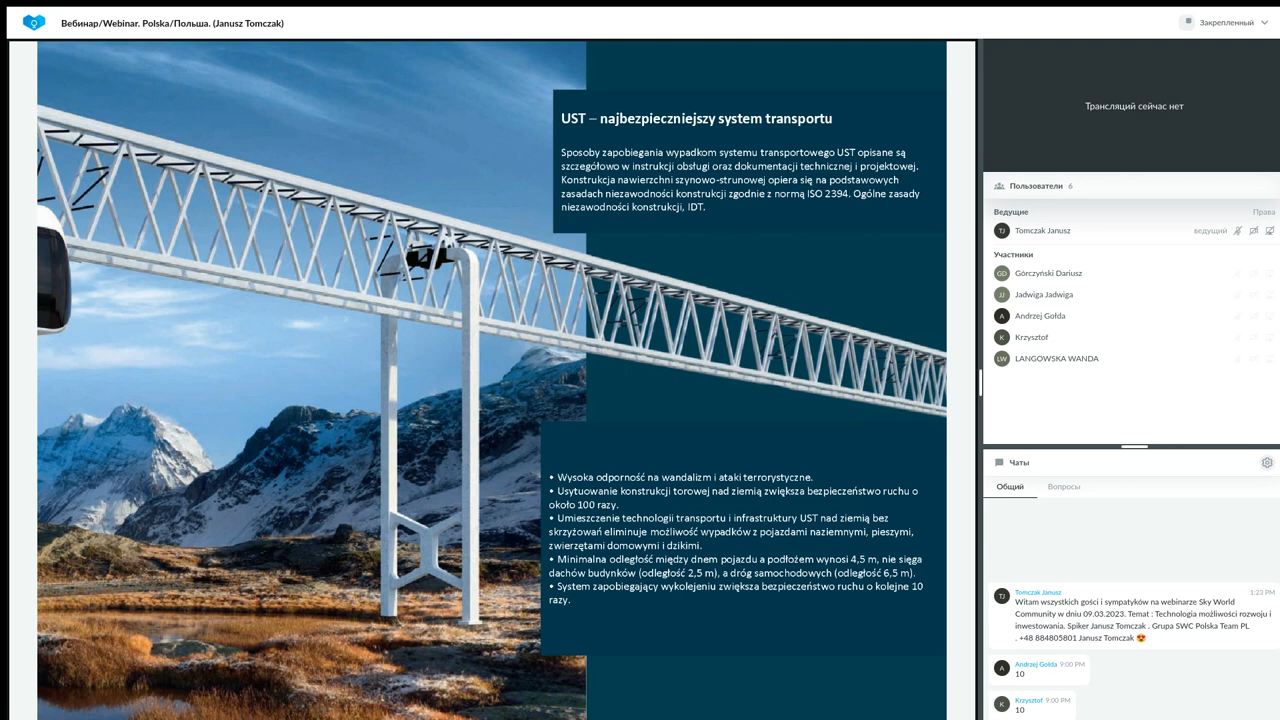 Вебинар/Webinar. Polska/Польша. (Janusz Tomczak)
Закрепленный
UST – najbezpieczniejszy system transportu
Sposoby zapobiegania wypadkom systemu transportowego UST opisane są
szczegółowo w instrukcji obsługi oraz dokumentacji technicznej i projektowej.
Konstrukcja nawierzchni szynowo-strunowej opiera się na podstawowych
zasadach niezawodności konstrukcji zgodnie z normą ISO 2394. Ogólne zasady
niezawodności konstrukcji, IDT.
• Wysoka odporność na wandalizm i ataki terrorystyczne.
• Usytuowanie konstrukcji torowej nad ziemią zwiększa bezpieczeństwo ruchu o
około 100 razy.
• Umieszczenie technologii transportu i infrastruktury UST nad ziemią bez
skrzyżowań eliminuje możliwość wypadków z pojazdami naziemnymi, pieszymi,
zwierzętami domowymi i dzikimi.
• Minimalna odległość między dnem pojazdu a podłożem wynosi 4,5 m, nie sięga
dachów budynków (odległość 2,5 m), a dróg samochodowych (odległość 6,5 m).
• System zapobiegający wykolejeniu zwiększa bezpieczeństwo ruchu o kolejne 10
razy.
Трансляций сейчас нет
Пользователи 6
Ведущие Права
TJ Tomczak Janusz ведущий
Участники
GD Górczyński Dariusz
JJ Jadwiga Jadwiga
A Andrzej Gołda
K Krzysztof
LW LANGOWSKA WANDA
Чаты
Общий Вопросы
TJ Tomczak Janusz 1:23 PM
Witam wszystkich gości i sympatyków na webinarze Sky World
Community w dniu 09.03.2023. Temat : Technologia możliwości rozwoju i
inwestowania. Spiker Janusz Tomczak . Grupa SWC Polska Team PL
. +48 884805801 Janusz Tomczak 😍
A Andrzej Gołda 9:00 PM
10
K Krzysztof 9:00 PM
10